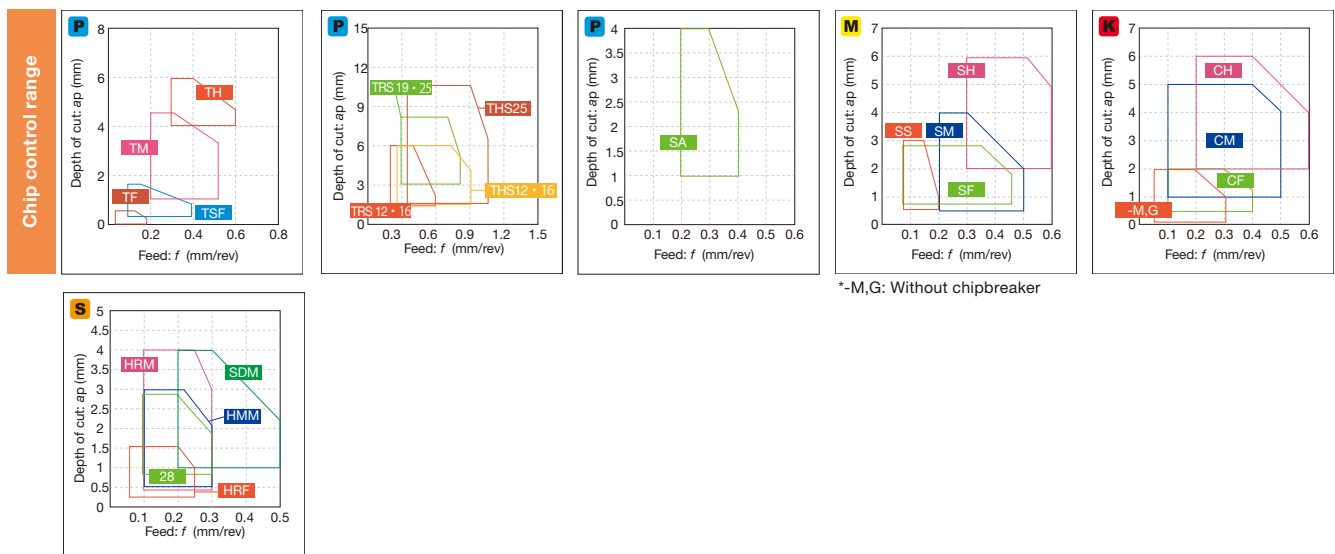 Chip control range
P
Depth of cut: ap (mm)
8
6
4
2
0
TH
TM
TF
TSF
0.2 0.4 0.6 0.8
Feed: f (mm/rev)
P
Depth of cut: ap (mm)
15
12
9
6
3
0
TRS 19・25
THS25
THS12・16
TRS 12・16
0.3 0.6 0.8 1.2 1.5
Feed: f (mm/rev)
P
Depth of cut: ap (mm)
4
3.5
3
2.5
2
1.5
1
0.5
0
SA
0.1 0.2 0.3 0.4 0.5 0.6
Feed: f (mm/rev)
M
Depth of cut: ap (mm)
7
6
5
4
3
2
1
0
SH
SS
SM
SF
0.1 0.2 0.3 0.4 0.5 0.6
Feed: f (mm/rev)
*-M,G: Without chipbreaker
K
Depth of cut: ap (mm)
7
6
5
4
3
2
1
0
CH
CM
CF
-M,G
0.1 0.2 0.3 0.4 0.5 0.6
Feed: f (mm/rev)
S
Depth of cut: ap (mm)
5
4.5
4
3.5
3
2.5
2
1.5
1
0.5
0
HRM
SDM
HMM
28
HRF
0.1 0.2 0.3 0.4 0.5
Feed: f (mm/rev)